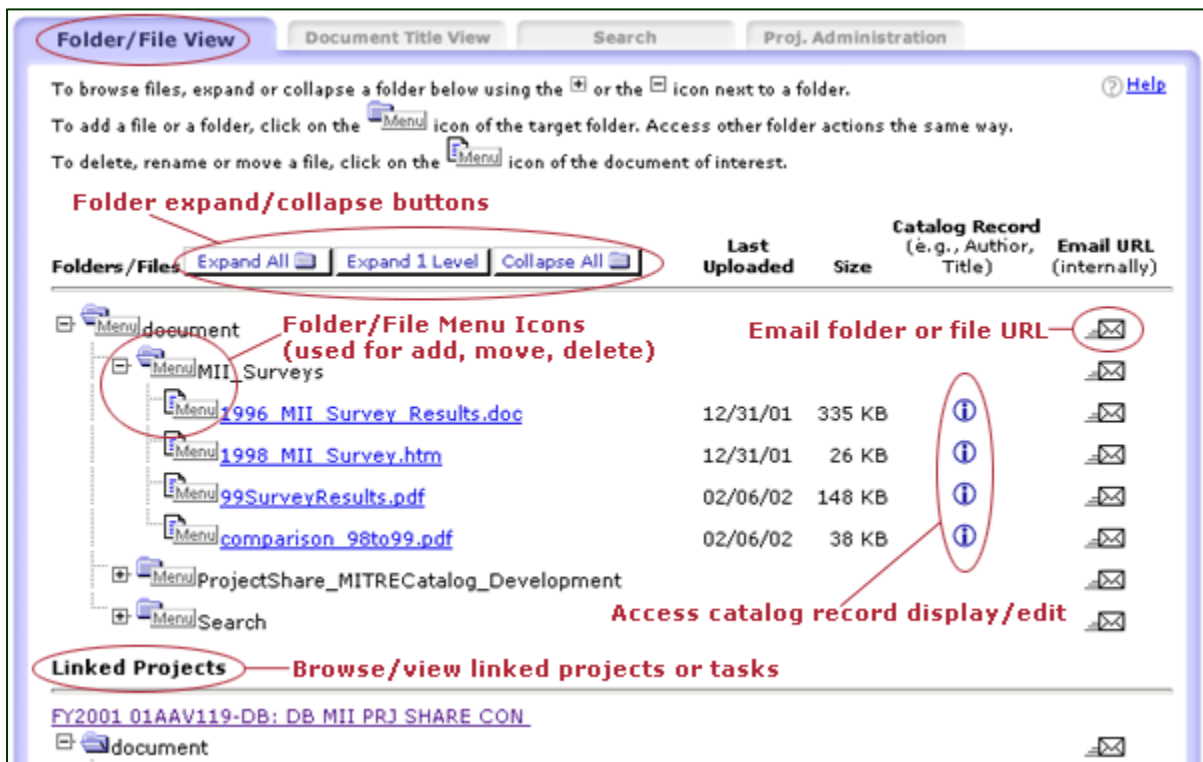 Folder/File View Document Title View Search Proj. Administration
To browse files, expand or collapse a folder below using the + or the − icon next to a folder. ? Help
To add a file or a folder, click on the Menu icon of the target folder. Access other folder actions the same way.
To delete, rename or move a file, click on the Menu icon of the document of interest.
Folder expand/collapse buttons
Folders/Files Expand All Expand 1 Level Collapse All Last Uploaded Size Catalog Record (e.g., Author, Title) Email URL (internally)
Menu document
Folder/File Menu Icons
(used for add, move, delete)
Email folder or file URL
Menu MII_Surveys
Menu 1996_MII_Survey_Results.doc 12/31/01 335 KB
Menu 1998_MII_Survey.htm 12/31/01 26 KB
Menu 99SurveyResults.pdf 02/06/02 148 KB
Menu comparison_98to99.pdf 02/06/02 38 KB
Menu ProjectShare_MITRECatalog_Development
Menu Search
Access catalog record display/edit
Linked Projects Browse/view linked projects or tasks
FY2001 01AAV119-DB: DB MII PRJ SHARE CON
document